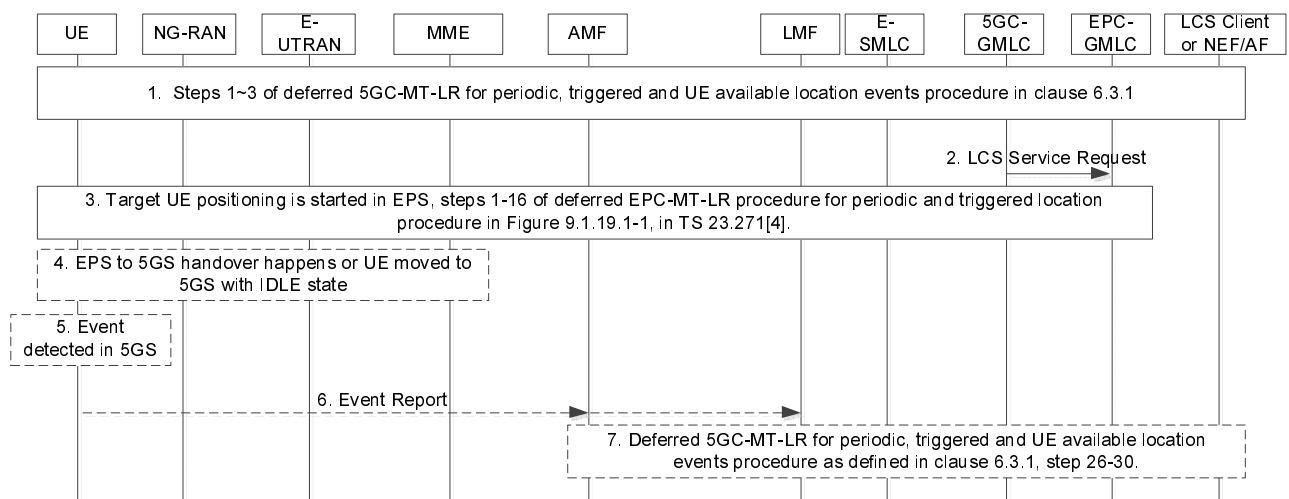 UE
NG-RAN
E-
UTRAN
MME
AMF
LMF
E-
SMLC
5GC-
GMLC
EPC-
GMLC
LCS Client
or NEF/AF
1. Steps 1~3 of deferred 5GC-MT-LR for periodic, triggered and UE available location events procedure in clause 6.3.1
2. LCS Service Request
3. Target UE positioning is started in EPS, steps 1-16 of deferred EPC-MT-LR procedure for periodic and triggered location
procedure in Figure 9.1.19.1-1, in TS 23.271[4].
4. EPS to 5GS handover happens or UE moved to
5GS with IDLE state
5. Event
detected in 5GS
6. Event Report
7. Deferred 5GC-MT-LR for periodic, triggered and UE available location
events procedure as defined in clause 6.3.1, step 26-30.